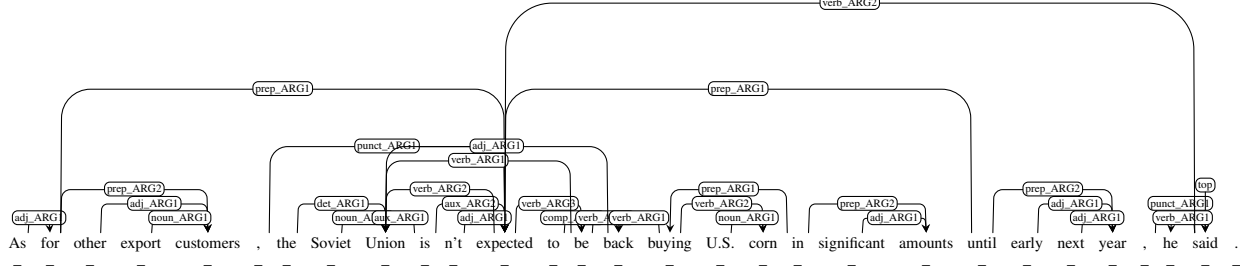 verb_ARG2
prep_ARG1 prep_ARG1
punct_ARG1 adj_ARG1
verb_ARG1
prep_ARG2 verb_ARG2 prep_ARG1 prep_ARG2 top
adj_ARG1 det_ARG1 aux_ARG2 verb_ARG3 verb_ARG2 prep_ARG2 adj_ARG1 punct_ARG1
adj_ARG1 noun_ARG1 aux_ARG1 adj_ARG1 verb_ARG1 noun_ARG1 adj_ARG1 adj_ARG1 verb_ARG1
As for other export customers , the Soviet Union is n't expected to be back buying U.S. corn in significant amounts until early next year , he said .